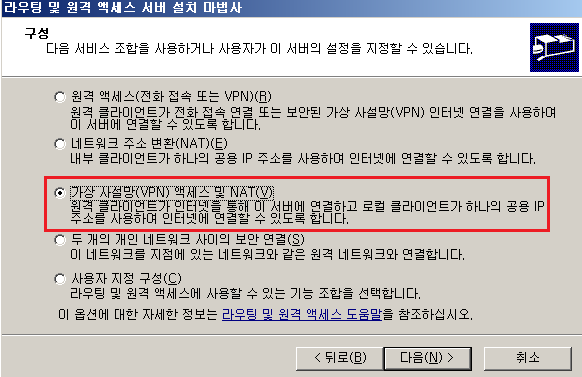 라우팅 및 원격 액세스 서버 설치 마법사
구성
다음 서비스 조합을 사용하거나 사용자가 이 서버의 설정을 지정할 수 있습니다.
원격 액세스(전화 접속 또는 VPN)(R)
원격 클라이언트가 전화 접속 연결 또는 보안된 가상 사설망(VPN) 인터넷 연결을 사용하여
이 서버에 연결할 수 있도록 합니다.
네트워크 주소 변환(NAT)(E)
내부 클라이언트가 하나의 공용 IP 주소를 사용하여 인터넷에 연결할 수 있도록 합니다.
가상 사설망(VPN) 액세스 및 NAT(V)
원격 클라이언트가 인터넷을 통해 이 서버에 연결하고 로컬 클라이언트가 하나의 공용 IP
주소를 사용하여 인터넷에 연결할 수 있도록 합니다.
두 개의 개인 네트워크 사이의 보안 연결(S)
이 네트워크를 지점에 있는 네트워크와 같은 원격 네트워크와 연결합니다.
사용자 지정 구성(C)
라우팅 및 원격 액세스에 사용할 수 있는 기능 조합을 선택합니다.
이 옵션에 대한 자세한 정보는 라우팅 및 원격 액세스 도움말을 참조하십시오.
< 뒤로(B) 다음(N) > 취소